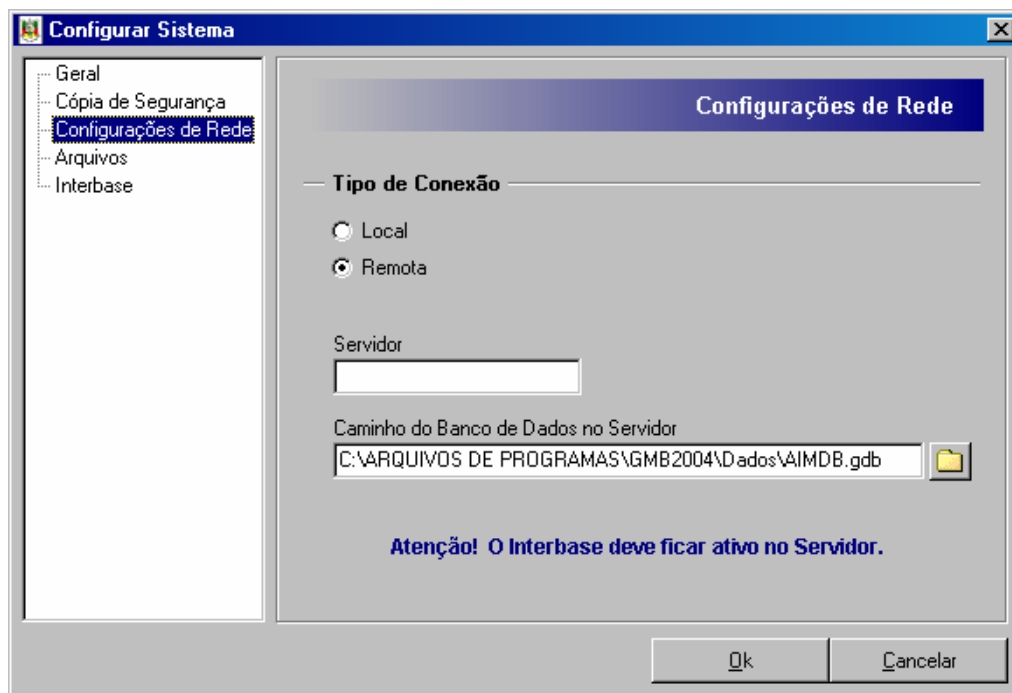 Configurar Sistema
Geral
Cópia de Segurança
Configurações de Rede
Arquivos
Interbase
Configurações de Rede
Tipo de Conexão
Local
Remota
Servidor
Caminho do Banco de Dados no Servidor
C:\ARQUIVOS DE PROGRAMAS\GMB2004\Dados\AIMDB.gdb
Atenção! O Interbase deve ficar ativo no Servidor.
Ok Cancelar